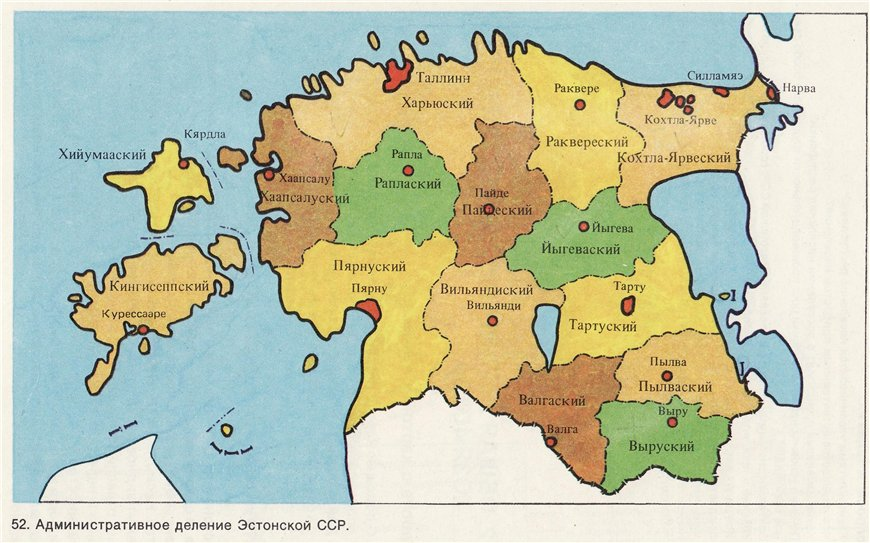 Силламяэ
Таллинн
Раквере
Нарва
Харьюский
Кохтла-Ярве
Кярдла
Раквереский
Хийумааский
Рапла
Кохтла-Ярвеский
Хаапсалу
Раплаский
Пайде
Хаапсалуский
Пайдеский
Йыгева
Йыгеваский
Пярнуский
Кингисеппский
Вильяндиский
Тарту
Пярну
Вильянди
Курессааре
Тартуский
Пылва
Пылваский
Валгаский
Выру
Валга
Выруский
52. Административное деление Эстонской ССР.